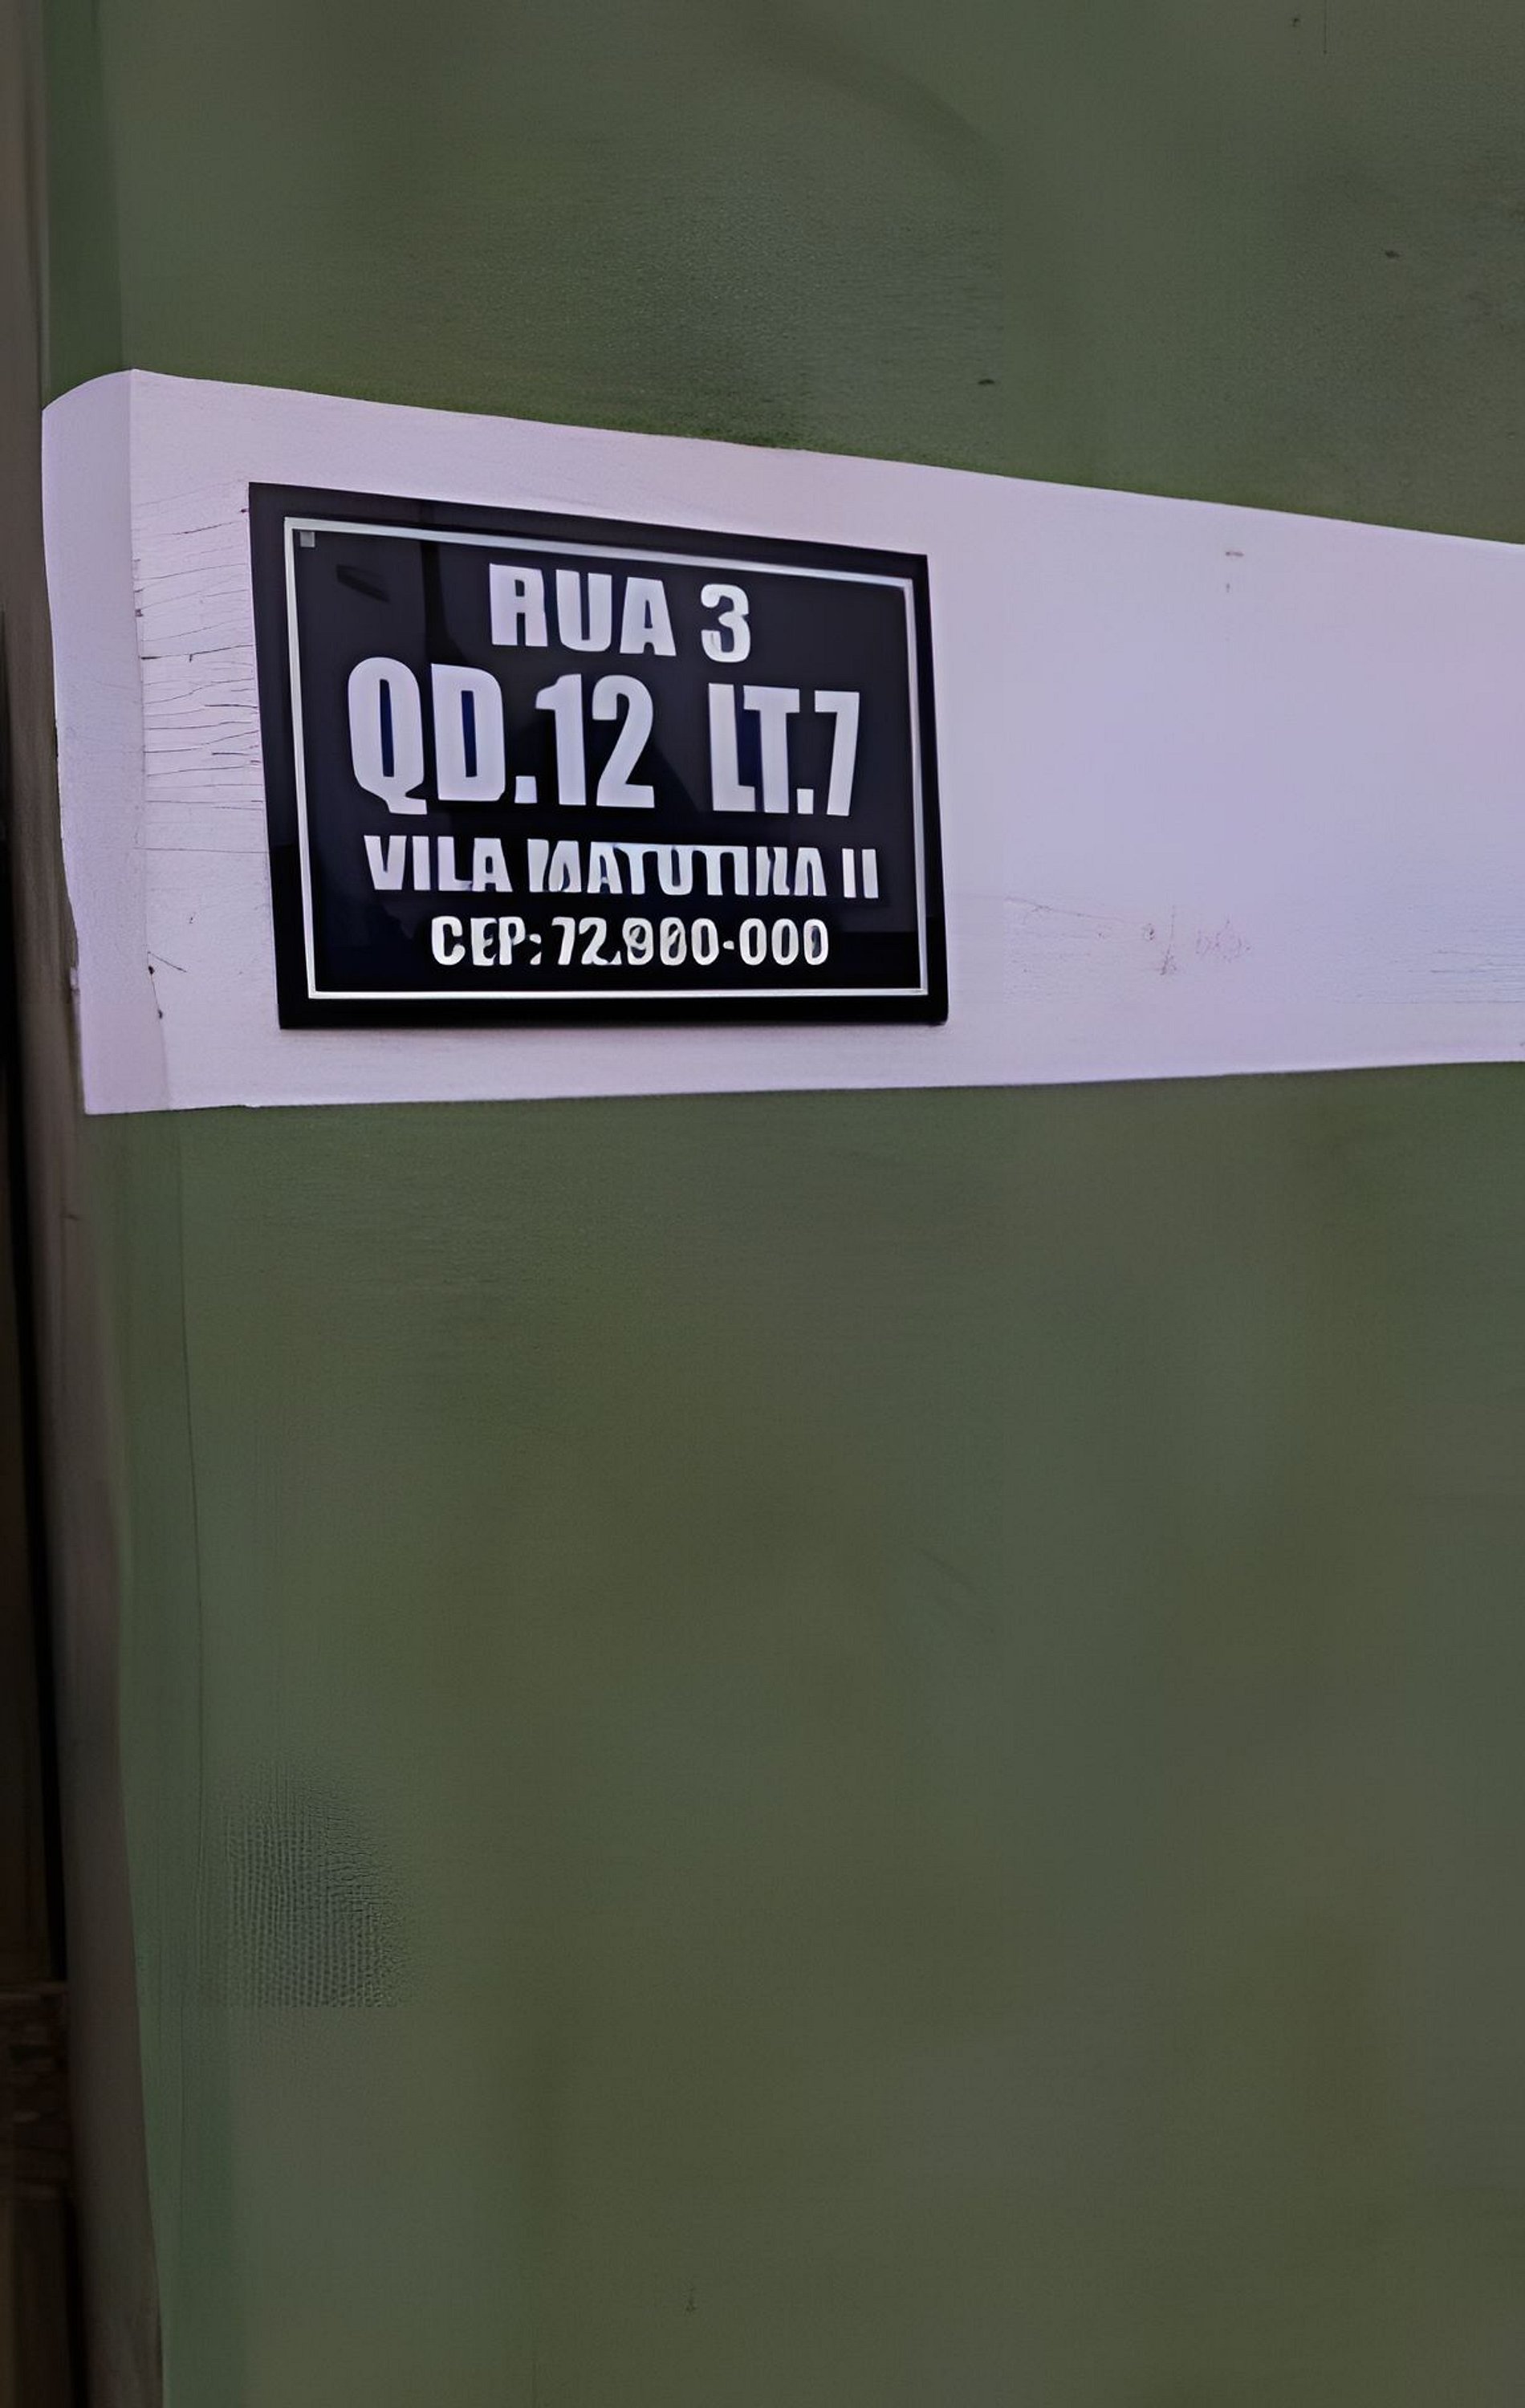 RUA 3
QD.12 LT.7
VILA MATUTINA II
CEP: 72.900-000